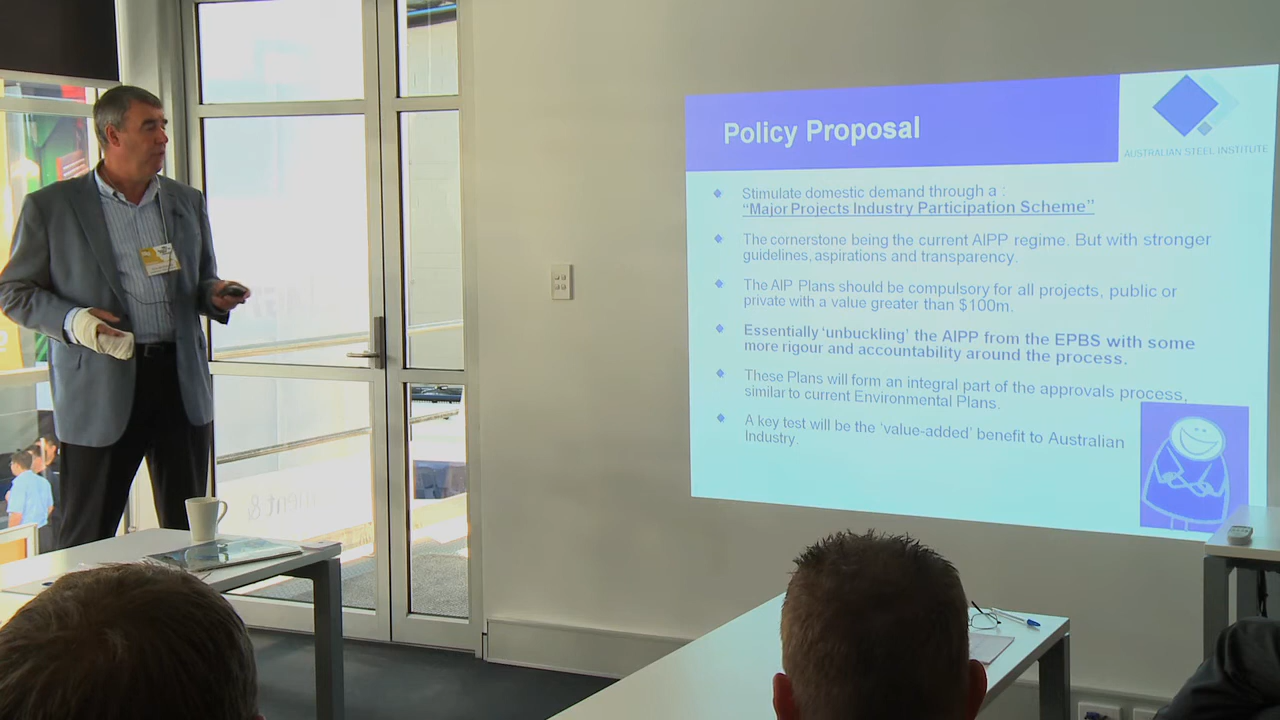 Policy Proposal
AUSTRALIAN STEEL INSTITUTE
Stimulate domestic demand through a :
“Major Projects Industry Participation Scheme”
The cornerstone being the current AIPP regime. But with stronger
guidelines, aspirations and transparency.
The AIP Plans should be compulsory for all projects, public or
private with a value greater than $100m.
Essentially ‘unbuckling’ the AIPP from the EPBS with some
more rigour and accountability around the process.
These Plans will form an integral part of the approvals process,
similar to current Environmental Plans.
A key test will be the ‘value-added’ benefit to Australian
Industry.